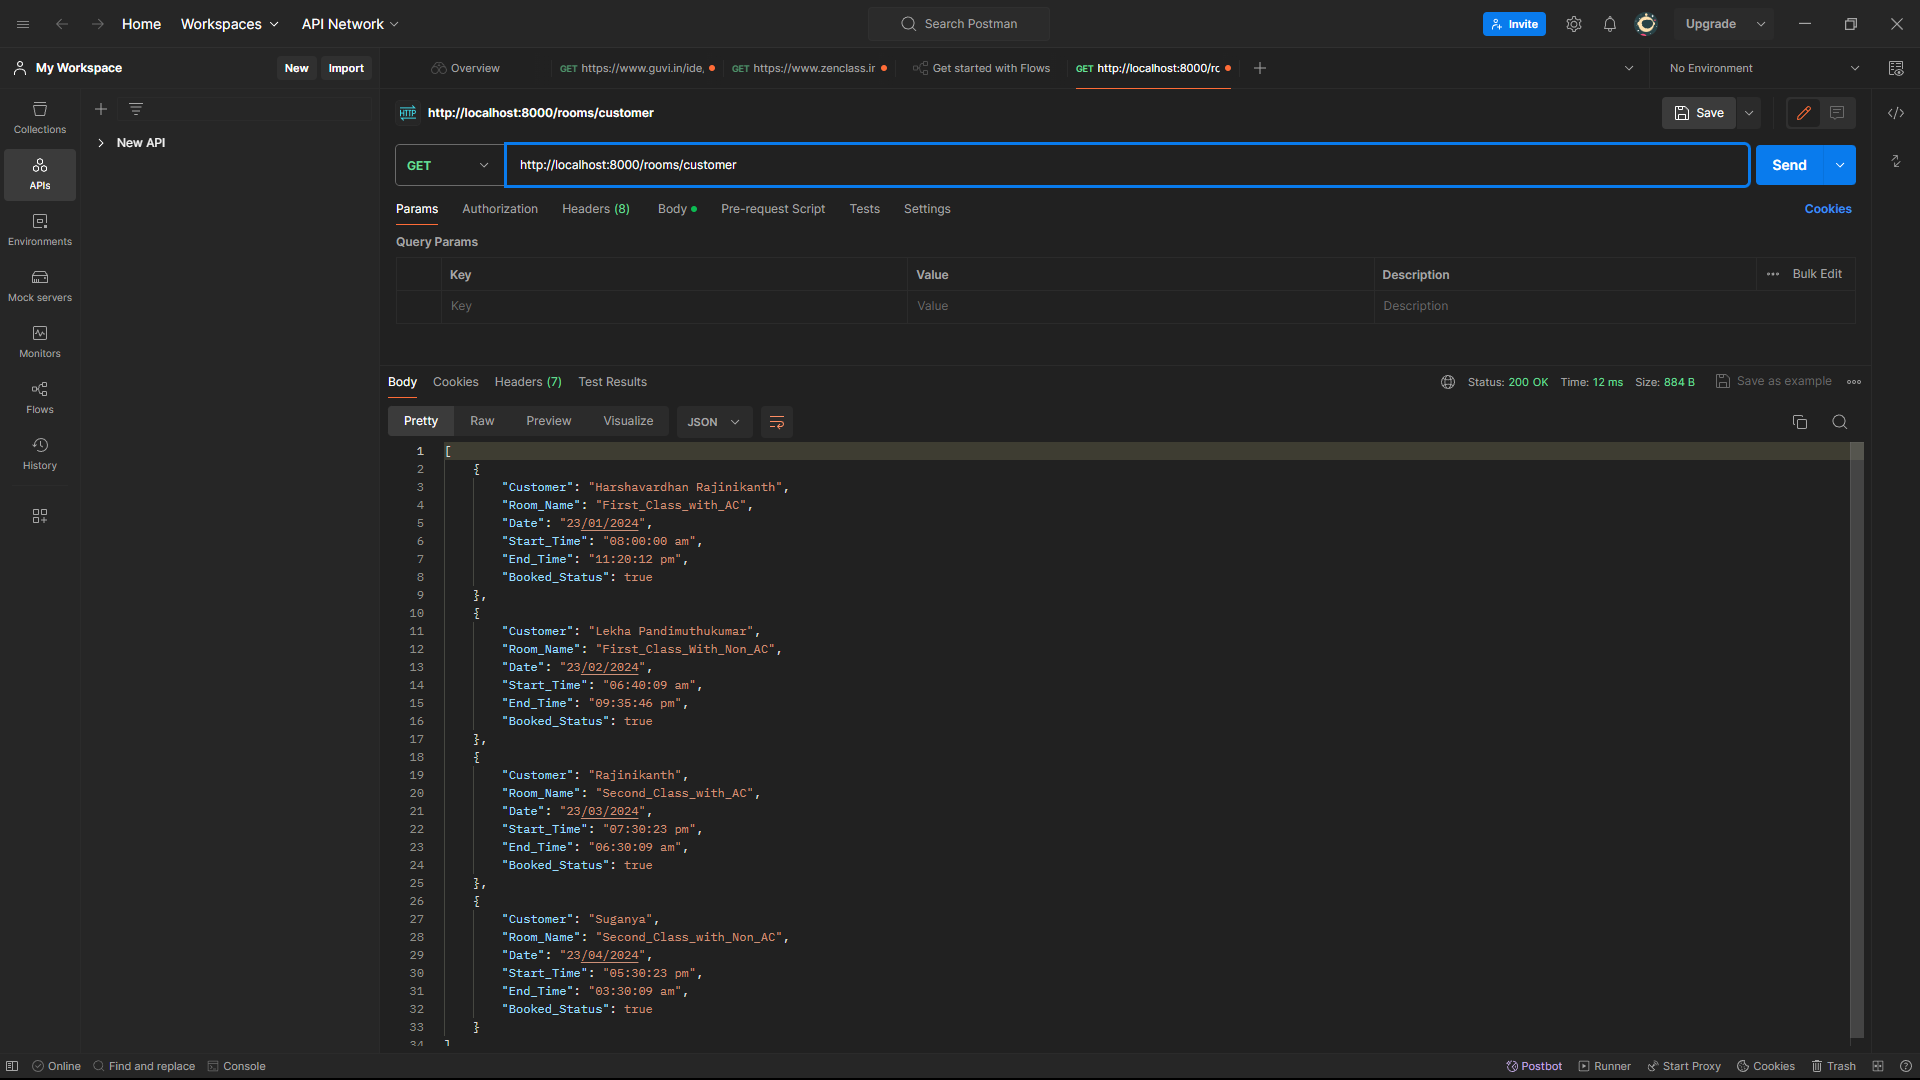 Home Workspaces API Network Search Postman Invite Upgrade
My Workspace New Import Overview GET https://www.guvi.in/ide, GET https://www.zenclass.ir Get started with Flows GET http://localhost:8000/rc No Environment
Collections
New API
APIs
Environments
Mock servers
Monitors
Flows
History
HTTP http://localhost:8000/rooms/customer Save
GET http://localhost:8000/rooms/customer Send
Params Authorization Headers (8) Body Pre-request Script Tests Settings Cookies
Query Params
Key Value Description Bulk Edit
Key Value Description
Body Cookies Headers (7) Test Results Status: 200 OK Time: 12 ms Size: 884 B Save as example
Pretty Raw Preview Visualize JSON
1 [
2 {
3 "Customer": "Harshavardhan Rajinikanth",
4 "Room_Name": "First_Class_with_AC",
5 "Date": "23/01/2024",
6 "Start_Time": "08:00:00 am",
7 "End_Time": "11:20:12 pm",
8 "Booked_Status": true
9 },
10 {
11 "Customer": "Lekha Pandimuthukumar",
12 "Room_Name": "First_Class_With_Non_AC",
13 "Date": "23/02/2024",
14 "Start_Time": "06:40:09 am",
15 "End_Time": "09:35:46 pm",
16 "Booked_Status": true
17 },
18 {
19 "Customer": "Rajinikanth",
20 "Room_Name": "Second_Class_with_AC",
21 "Date": "23/03/2024",
22 "Start_Time": "07:30:23 pm",
23 "End_Time": "06:30:09 am",
24 "Booked_Status": true
25 },
26 {
27 "Customer": "Suganya",
28 "Room_Name": "Second_Class_with_Non_AC",
29 "Date": "23/04/2024",
30 "Start_Time": "05:30:23 pm",
31 "End_Time": "03:30:09 am",
32 "Booked_Status": true
33 }
34 ]
Online Find and replace Console Postbot Runner Start Proxy Cookies Trash